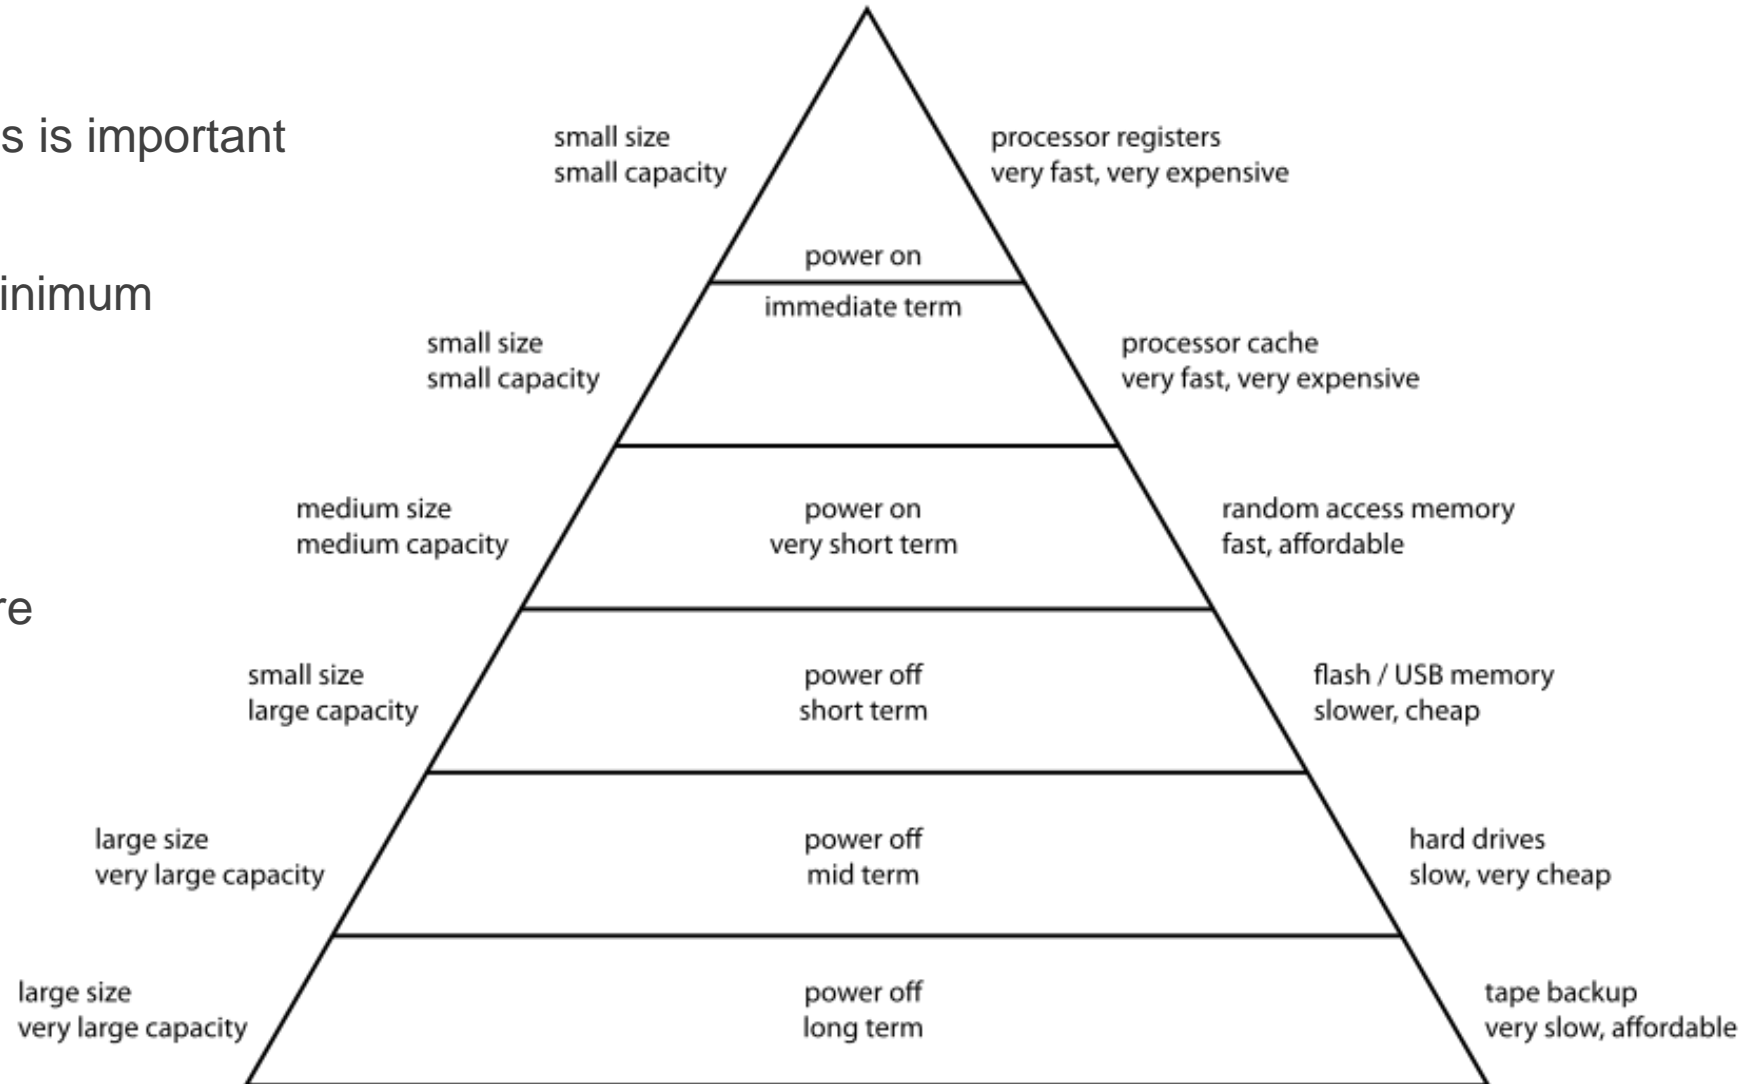 s is important
inimum
re
small size
small capacity
processor registers
very fast, very expensive
power on
immediate term
small size
small capacity
processor cache
very fast, very expensive
medium size
medium capacity
power on
very short term
random access memory
fast, affordable
small size
large capacity
power off
short term
flash / USB memory
slower, cheap
large size
very large capacity
power off
mid term
hard drives
slow, very cheap
large size
very large capacity
power off
long term
tape backup
very slow, affordable